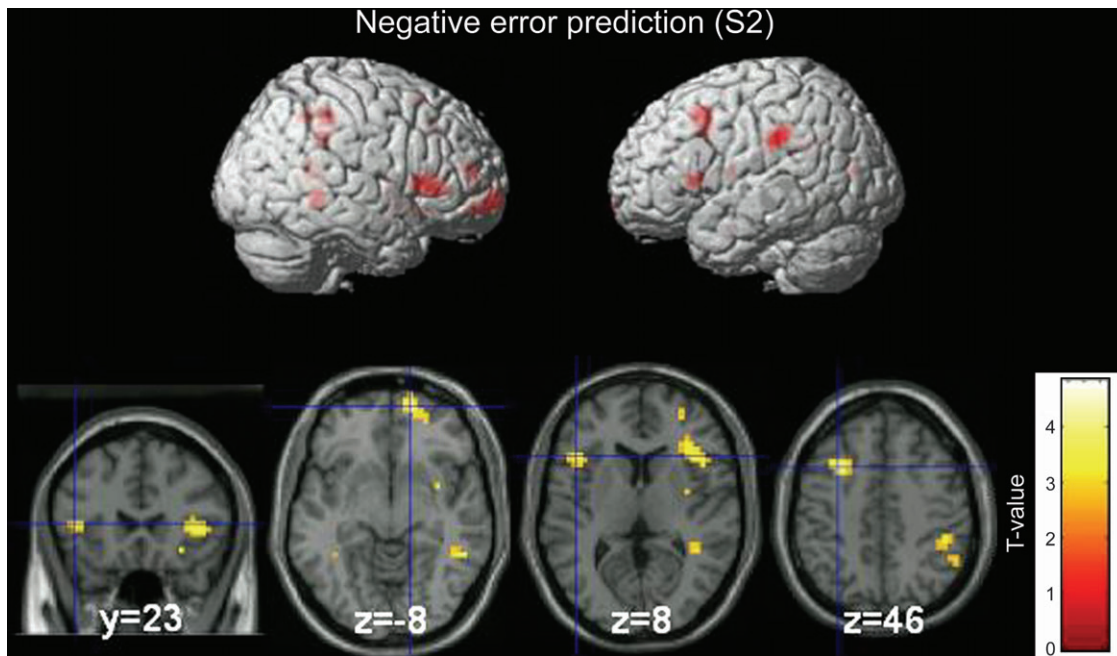 Negative error prediction (S2)
y=23
z=-8
z=8
z=46
T-value
4
3
2
1
0